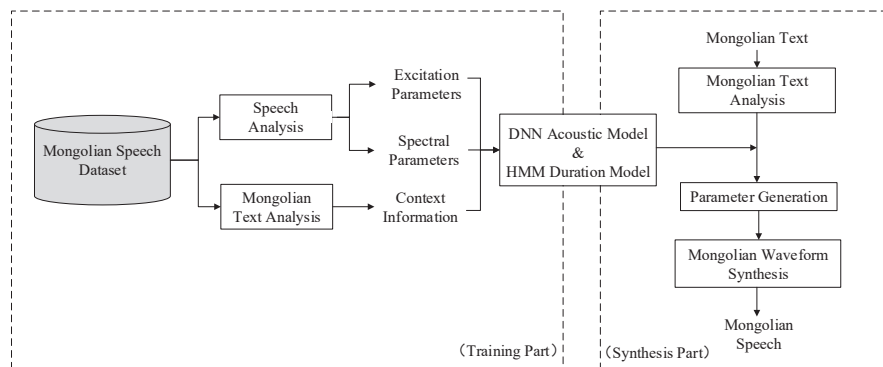 Mongolian Speech
Dataset
Speech
Analysis
Mongolian
Text Analysis
Excitation
Parameters
Spectral
Parameters
Context
Information
DNN Acoustic Model
&
HMM Duration Model
(Training Part)
Mongolian Text
Mongolian Text
Analysis
Parameter Generation
Mongolian Waveform
Synthesis
Mongolian
Speech
(Synthesis Part)